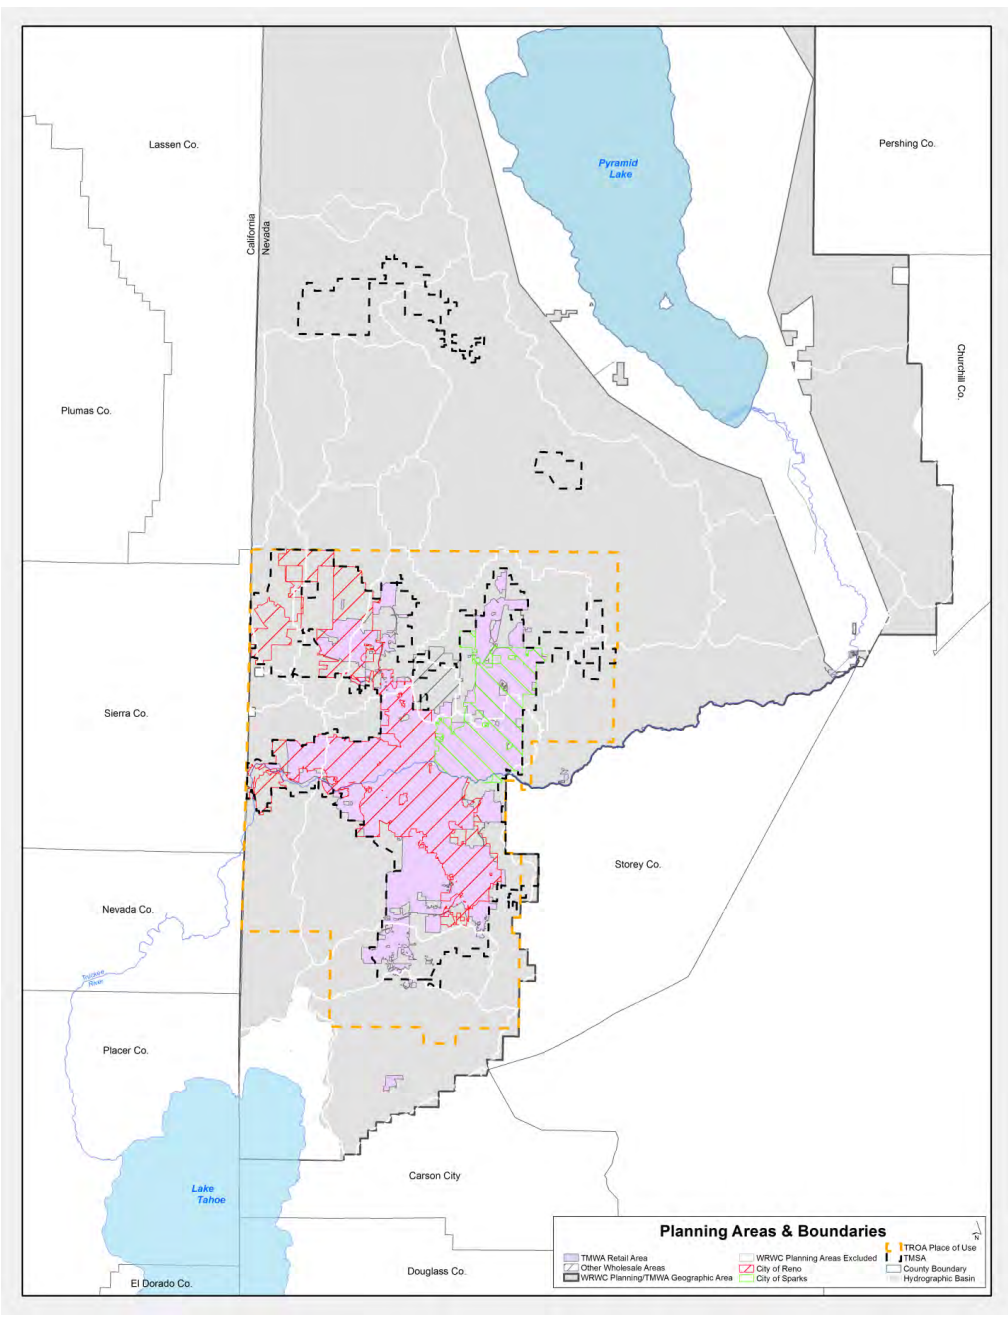 Lassen Co.
Pershing Co.
Pyramid
Lake
California
Nevada
Churchill Co.
Plumas Co.
Sierra Co.
Storey Co.
Nevada Co.
Truckee
River
Placer Co.
Carson City
Lake
Tahoe
Douglass Co.
El Dorado Co.
Planning Areas & Boundaries
N
TMWA Retail Area
Other Wholesale Areas
WRWC Planning/TMWA Geographic Area
WRWC Planning Areas Excluded
City of Reno
City of Sparks
TROA Place of Use
TMSA
County Boundary
Hydrographic Basin